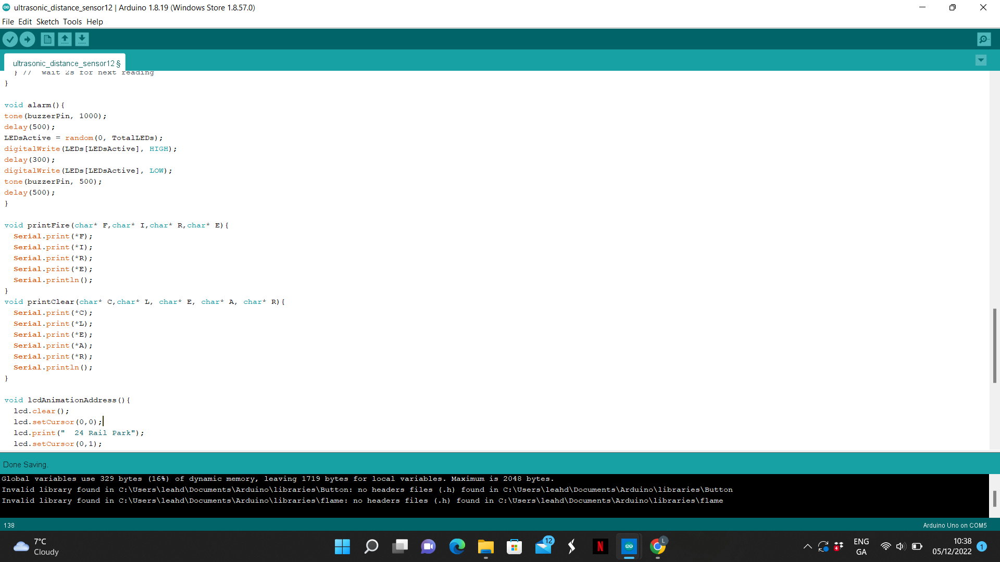 ultrasonic_distance_sensor12 | Arduino 1.8.19 (Windows Store 1.8.57.0)
File Edit Sketch Tools Help
ultrasonic_distance_sensor12 §
} // wait 2s for next reading
}
void alarm(){
tone(buzzerPin, 1000);
delay(500);
LEDsActive = random(0, TotalLEDs);
digitalWrite(LEDs[LEDsActive], HIGH);
delay(300);
digitalWrite(LEDs[LEDsActive], LOW);
tone(buzzerPin, 500);
delay(500);
}
void printFire(char* F,char* I,char* R,char* E){
Serial.print(*F);
Serial.print(*I);
Serial.print(*R);
Serial.print(*E);
Serial.println();
}
void printClear(char* C,char* L, char* E, char* A, char* R){
Serial.print(*C);
Serial.print(*L);
Serial.print(*E);
Serial.print(*A);
Serial.print(*R);
Serial.println();
}
void lcdAnimationAddress(){
lcd.clear();
lcd.setCursor(0,0);
lcd.print("  24 Rail Park");
lcd.setCursor(0,1);
Done Saving.
Global variables use 329 bytes (16%) of dynamic memory, leaving 1719 bytes for local variables. Maximum is 2048 bytes.
Invalid library found in C:\Users\leahd\Documents\Arduino\libraries\Button: no headers files (.h) found in C:\Users\leahd\Documents\Arduino\libraries\Button
Invalid library found in C:\Users\leahd\Documents\Arduino\libraries\flame: no headers files (.h) found in C:\Users\leahd\Documents\Arduino\libraries\flame
138
Arduino Uno on COM5
7°C
Cloudy
12
N
L
4
ENG
GA
10:38
05/12/2022
1